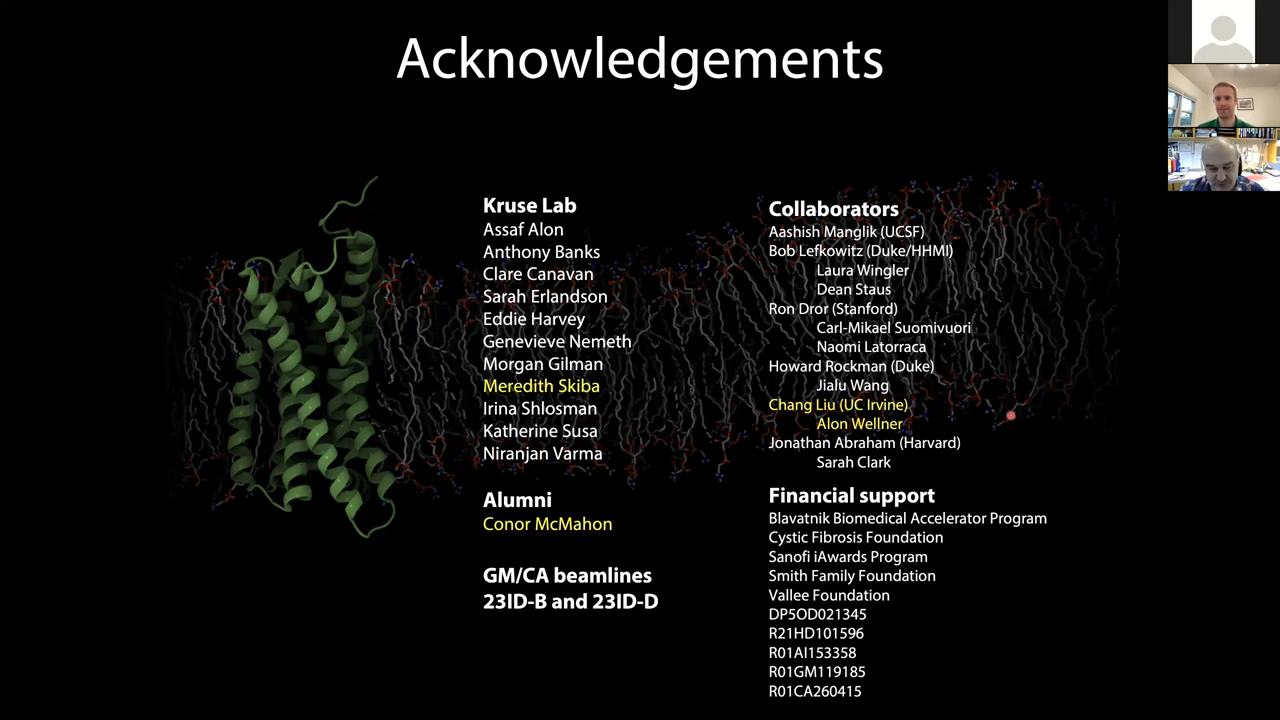 Acknowledgements
Kruse Lab
Assaf Alon
Anthony Banks
Clare Canavan
Sarah Erlandson
Eddie Harvey
Genevieve Nemeth
Morgan Gilman
Meredith Skiba
Irina Shlosman
Katherine Susa
Niranjan Varma
Alumni
Conor McMahon
GM/CA beamlines
23ID-B and 23ID-D
Collaborators
Aashish Manglik (UCSF)
Bob Lefkowitz (Duke/HHMI)
Laura Wingler
Dean Staus
Ron Dror (Stanford)
Carl-Mikael Suomivuori
Naomi Latorraca
Howard Rockman (Duke)
Jialu Wang
Chang Liu (UC Irvine)
Alon Wellner
Jonathan Abraham (Harvard)
Sarah Clark
Financial support
Blavatnik Biomedical Accelerator Program
Cystic Fibrosis Foundation
Sanofi iAwards Program
Smith Family Foundation
Vallee Foundation
DP5OD021345
R21HD101596
R01AI153358
R01GM119185
R01CA260415